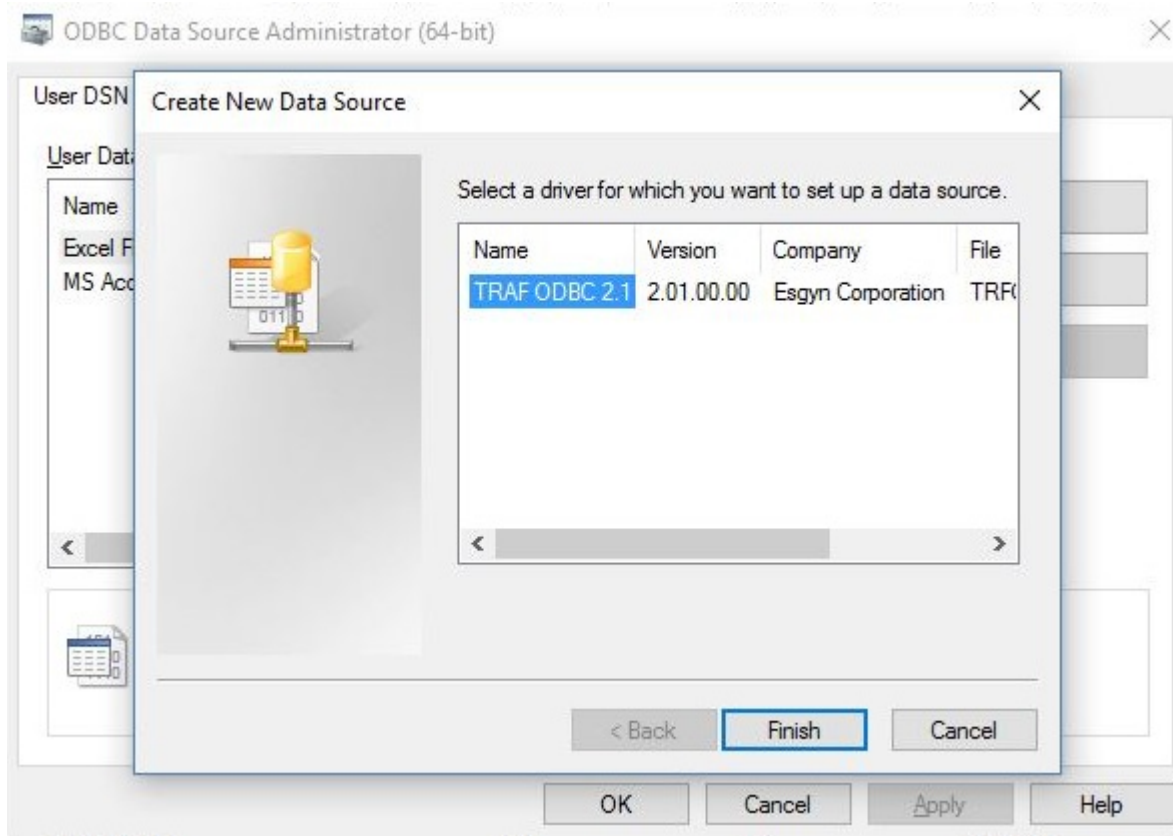 ODBC Data Source Administrator (64-bit)
User DSN
Create New Data Source
User Data
Name
Excel F
MS Acc
Select a driver for which you want to set up a data source.
Name Version Company File
TRAF ODBC 2.1 2.01.00.00 Esgyn Corporation TRF
< Back Finish Cancel
OK Cancel Apply Help